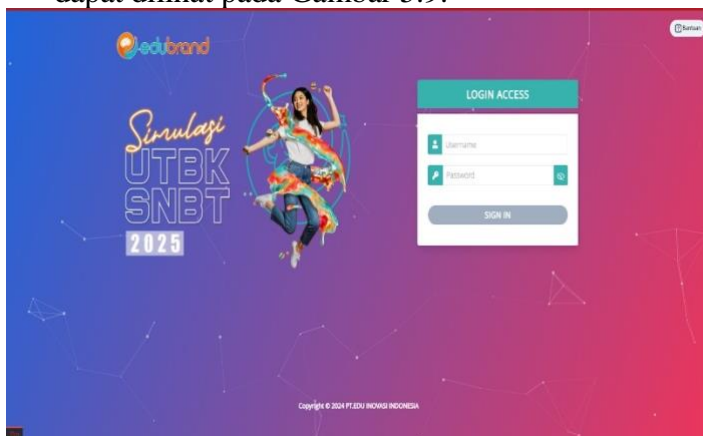 dapat dilihat pada Gambar 3.9.
edubrand
Bantuan
Simulasi
UTBK
SNBT
2025
LOGIN ACCESS
Username
Password
SIGN IN
Copyright © 2024 PT.EDU INOVASI INDONESIA